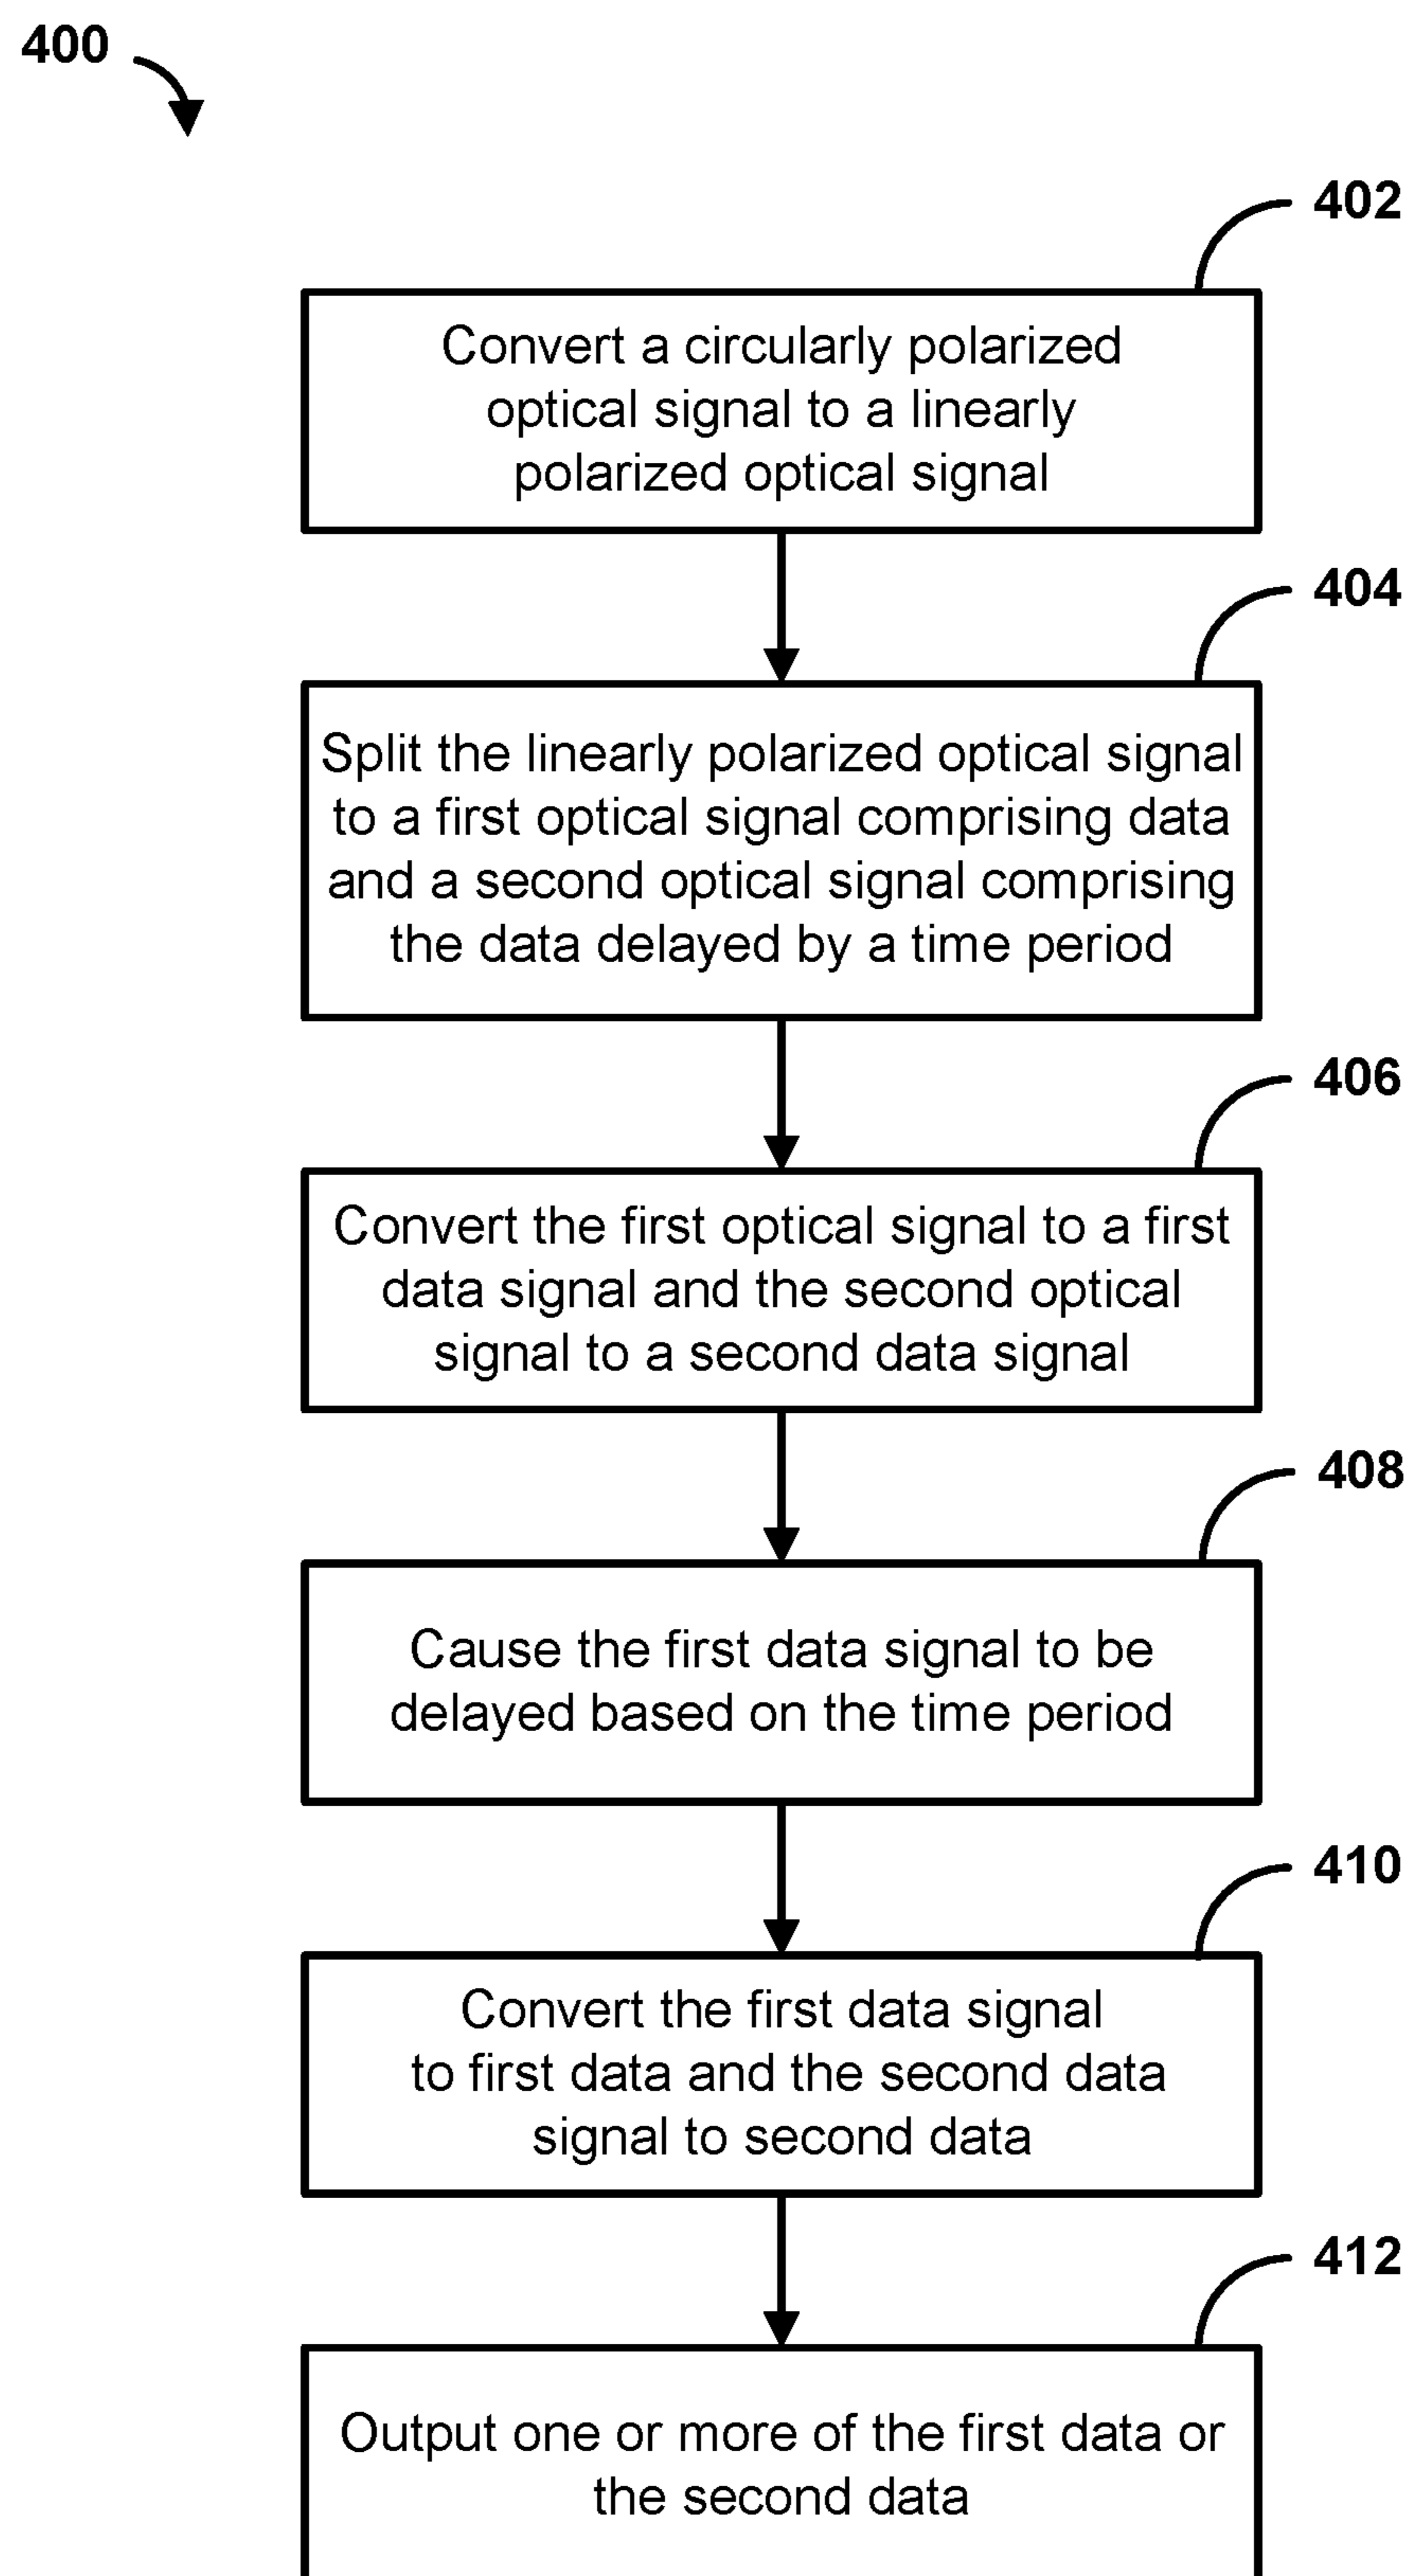 400
402
Convert a circularly polarized
optical signal to a linearly
polarized optical signal
404
Split the linearly polarized optical signal
to a first optical signal comprising data
and a second optical signal comprising
the data delayed by a time period
406
Convert the first optical signal to a first
data signal and the second optical
signal to a second data signal
408
Cause the first data signal to be
delayed based on the time period
410
Convert the first data signal
to first data and the second data
signal to second data
412
Output one or more of the first data or
the second data